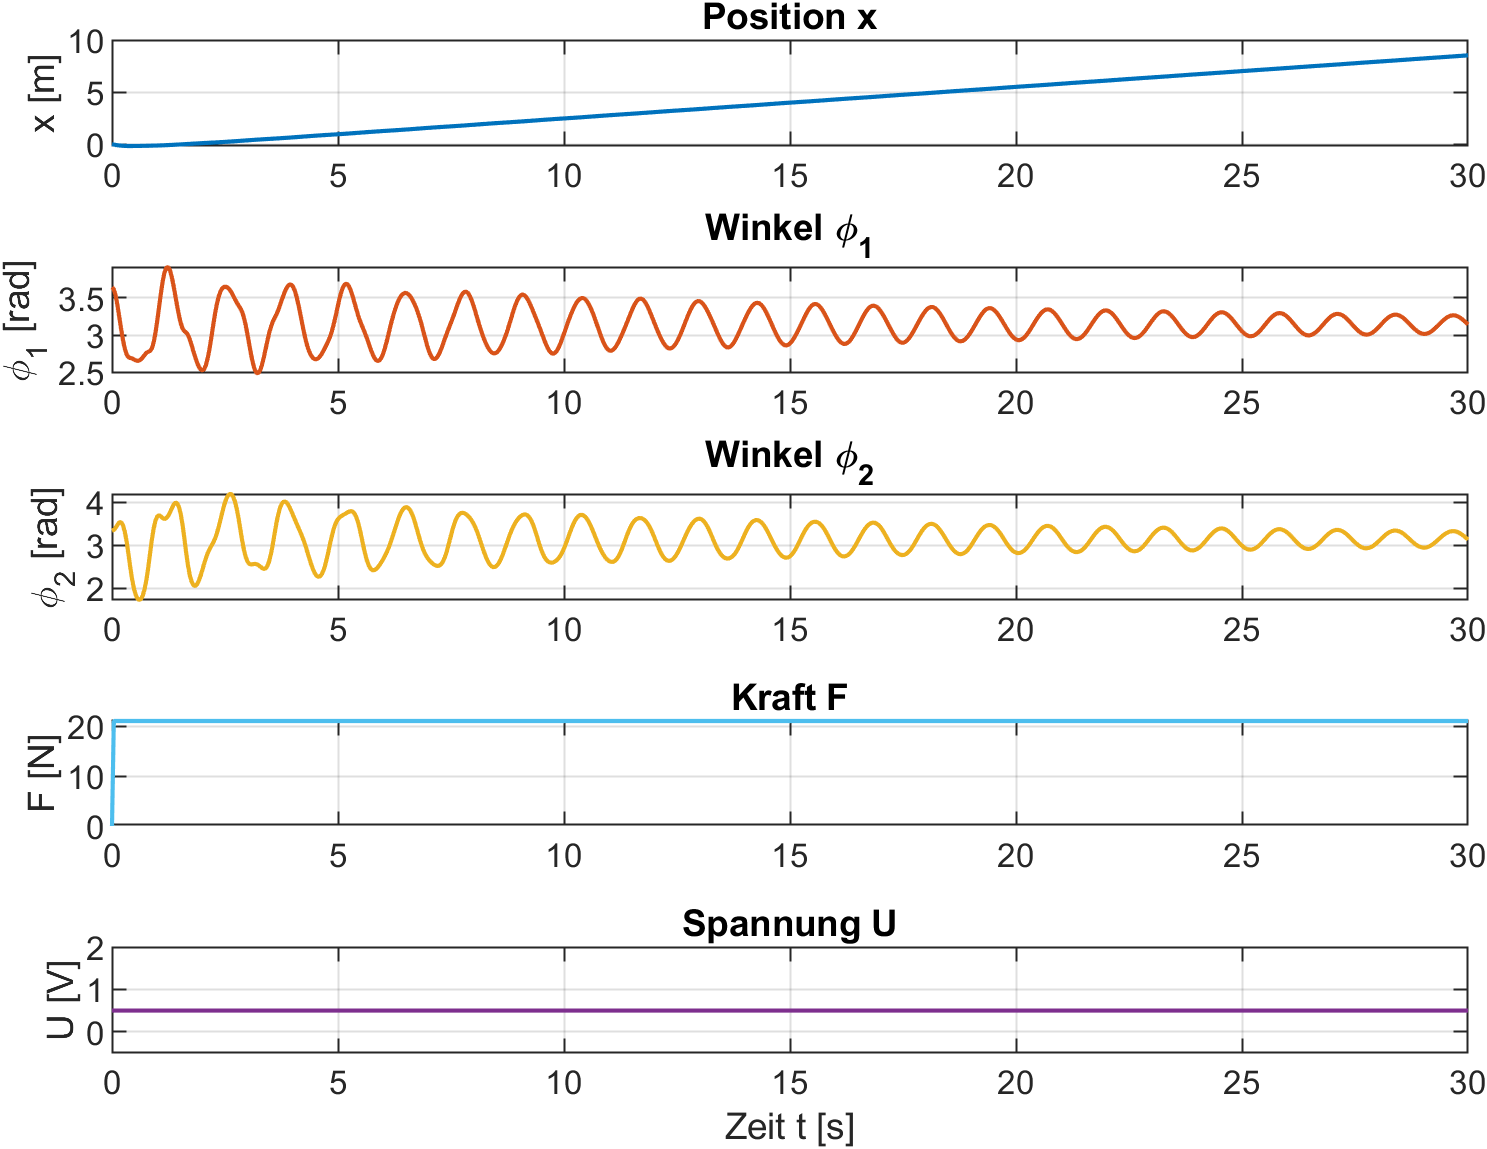 Position x
x [m]
10
5
0
0 5 10 15 20 25 30
Winkel ϕ1
ϕ1 [rad]
3.5
3
2.5
0 5 10 15 20 25 30
Winkel ϕ2
ϕ2 [rad]
4
3
2
0 5 10 15 20 25 30
Kraft F
F [N]
20
10
0
0 5 10 15 20 25 30
Spannung U
U [V]
2
1
0
0 5 10 15 20 25 30
Zeit t [s]